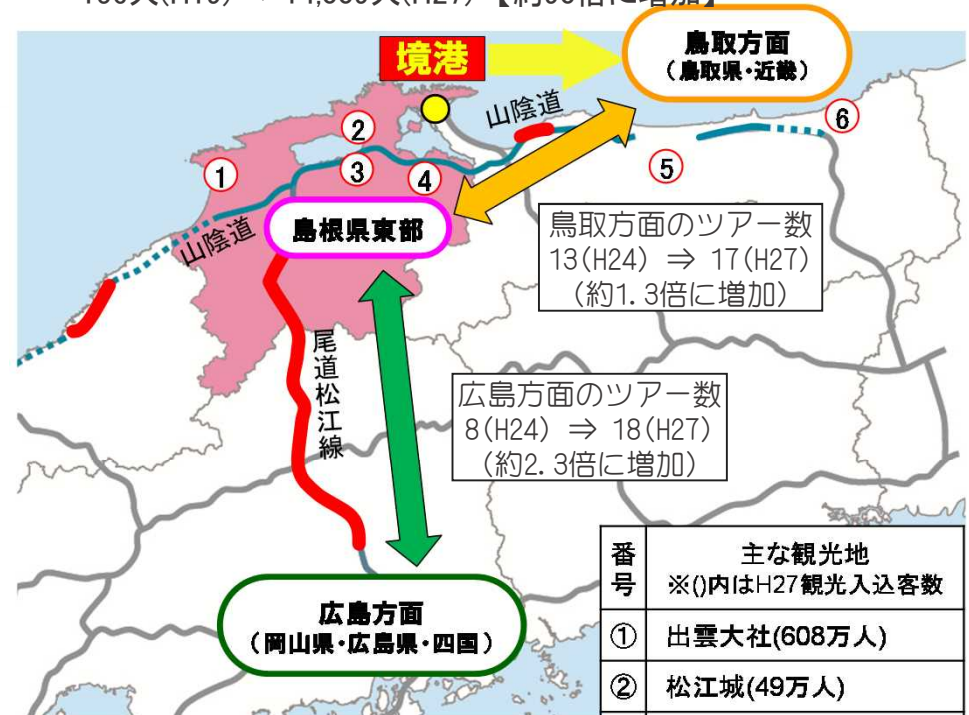 境港
鳥取方面
(鳥取県・近畿)
山陰道
②
⑥
①
③
④
⑤
島根県東部
山陰道
鳥取方面のツアー数
13(H24) ⇒ 17(H27)
(約1.3倍に増加)
尾道松江線
広島方面のツアー数
8(H24) ⇒ 18(H27)
(約2.3倍に増加)
広島方面
(岡山県・広島県・四国)
番号 主な観光地
※()内はH27観光入込客数
① 出雲大社(608万人)
② 松江城(49万人)